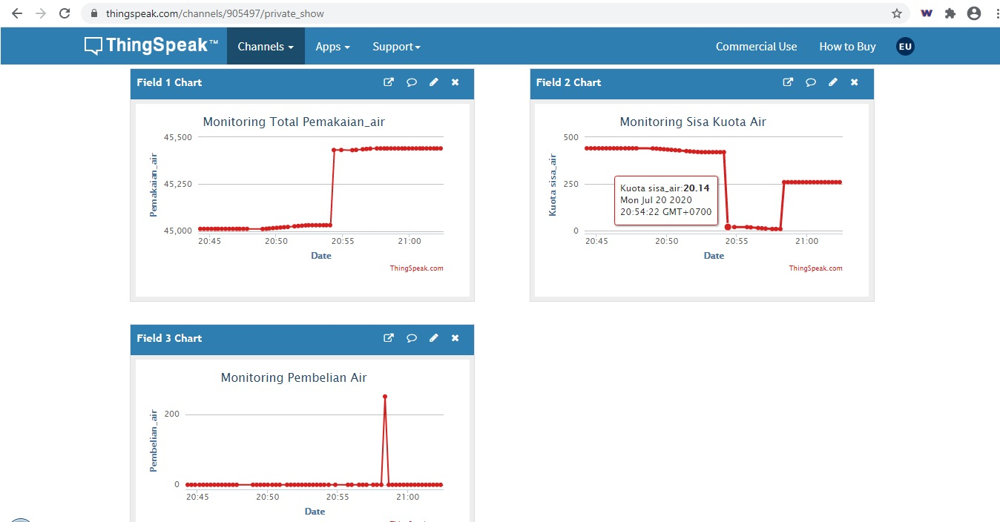 thingspeak.com/channels/905497/private_show
ThingSpeak™ Channels Apps Support Commercial Use How to Buy EU
Field 1 Chart
Monitoring Total Pemakaian_air
Pemakaian_air
45,500
45,250
45,000
20:45 20:50 20:55 21:00
Date
ThingSpeak.com
Field 2 Chart
Monitoring Sisa Kuota Air
Kuota sisa_air
500
250
0
Kuota sisa_air:20.14
Mon Jul 20 2020
20:54:22 GMT+0700
20:45 20:50 20:55 21:00
Date
ThingSpeak.com
Field 3 Chart
Monitoring Pembelian Air
Pembelian_air
200
0
20:45 20:50 20:55 21:00
Date